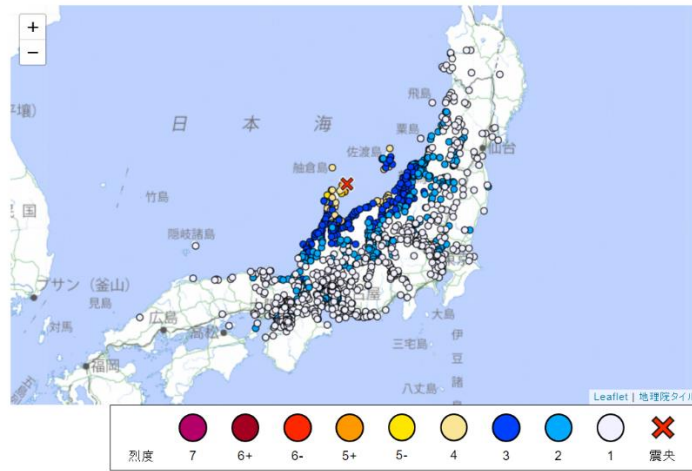 +
−
飛島
粟島
日 本 海
仙台
佐渡島
舳倉島
竹島
国
隠岐諸島
プサン（釜山）
見島
広島
対馬
高松
福岡
大島
三宅島
伊豆諸
八丈島
Leaflet | 地理院タイル
烈度 7 6+ 6- 5+ 5- 4 3 2 1 震央